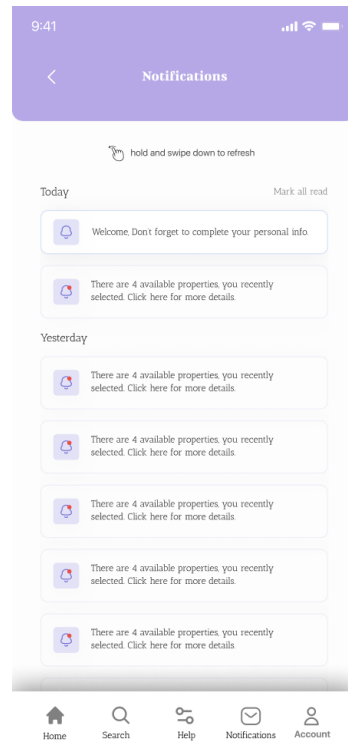 9:41
Notifications
hold and swipe down to refresh
Today
Mark all read
Welcome, Don't forget to complete your personal info.
There are 4 available properties, you recently
selected. Click here for more details.
Yesterday
There are 4 available properties, you recently
selected. Click here for more details.
There are 4 available properties, you recently
selected. Click here for more details.
There are 4 available properties, you recently
selected. Click here for more details.
There are 4 available properties, you recently
selected. Click here for more details.
There are 4 available properties, you recently
selected. Click here for more details.
Home
Search
Help
Notifications
Account